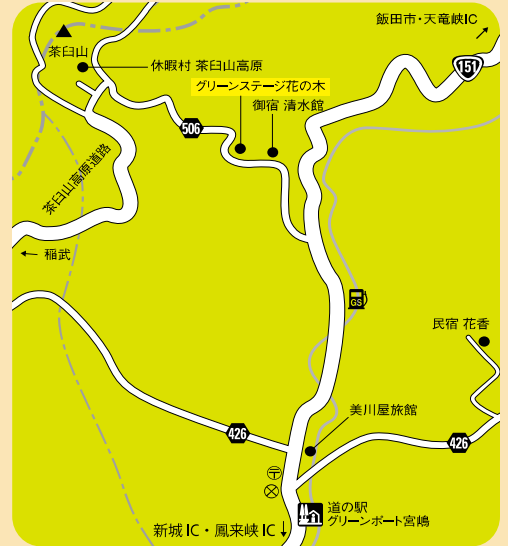 飯田市・天竜峡IC
151
茶臼山
休暇村 茶臼山高原
グリーンステージ花の木
御宿 清水館
506
茶臼山高原道路
← 稲武
GS
民宿 花香
美川屋旅館
426
426
〒
道の駅
グリーンポート宮嶋
新城IC・鳳来峡IC↓